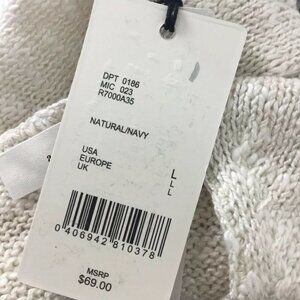 DPT 0186
MIC 023
R7000A35
NATURAL/NAVY
USA L
EUROPE L
UK L
0 406942 810378
MSRP
$69.00